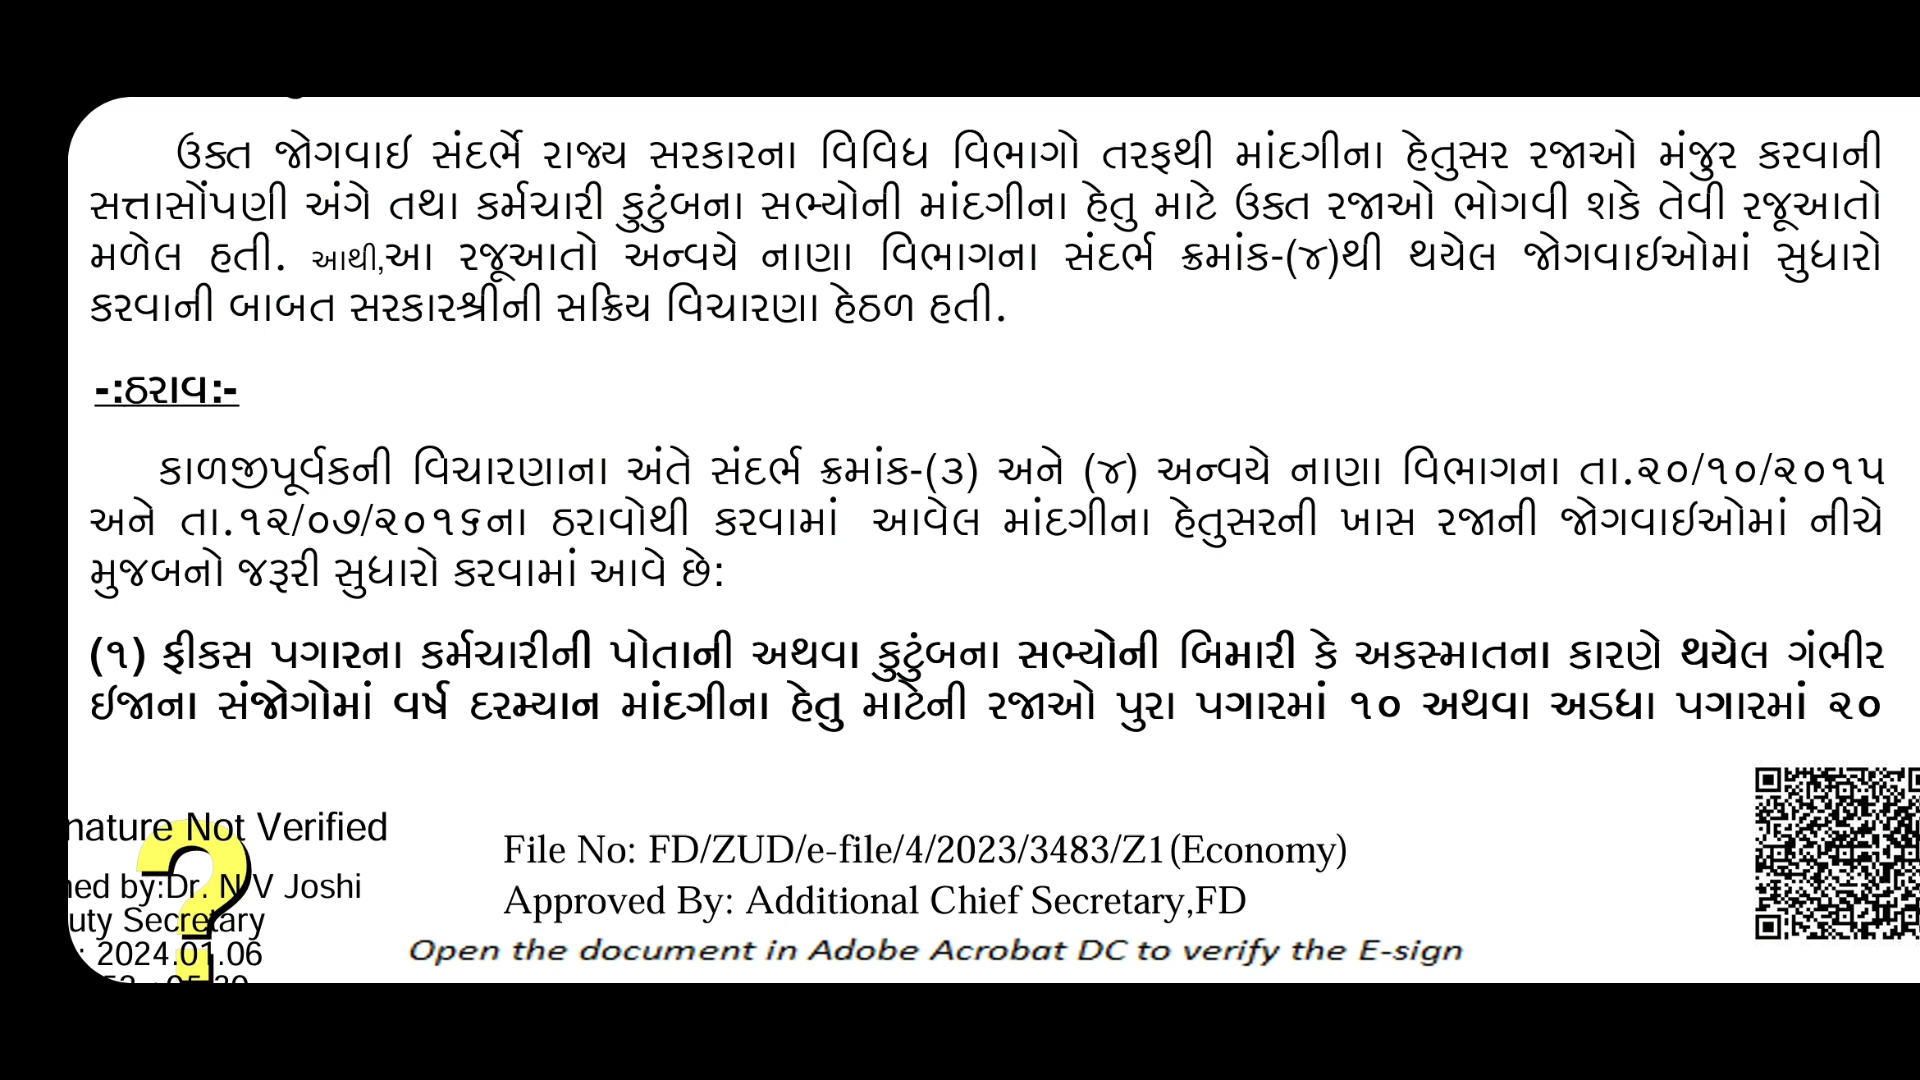 ઉક્ત જોગવાઈ સંદર્ભે રાજ્ય સરકારના વિવિધ વિભાગો તરફથી માંદગીના હેતુસર રજાઓ મંજુર કરવાની
સત્તાસોંપણી અંગે તથા કર્મચારી કુટુંબના સભ્યોની માંદગીના હેતુ માટે ઉક્ત રજાઓ ભોગવી શકે તેવી રજૂઆતો
મળેલ હતી. આથી,આ રજૂઆતો અન્વયે નાણા વિભાગના સંદર્ભ ક્રમાંક-(૪)થી થયેલ જોગવાઈઓમાં સુધારો
કરવાની બાબત સરકારશ્રીની સક્રિય વિચારણા હેઠળ હતી.
-:ઠરાવ:-
કાળજીપૂર્વકની વિચારણાના અંતે સંદર્ભ ક્રમાંક-(૩) અને (૪) અન્વયે નાણા વિભાગના તા.૨૦/૧૦/૨૦૧૫
અને તા.૧૨/૦૭/૨૦૧૬ના ઠરાવોથી કરવામાં આવેલ માંદગીના હેતુસરની ખાસ રજાની જોગવાઈઓમાં નીચે
મુજબનો જરૂરી સુધારો કરવામાં આવે છે:
(૧) ફીકસ પગારના કર્મચારીની પોતાની અથવા કુટુંબના સભ્યોની બિમારી કે અકસ્માતના કારણે થયેલ ગંભીર
ઈજાના સંજોગોમાં વર્ષ દરમ્યાન માંદગીના હેતુ માટેની રજાઓ પુરા પગારમાં ૧૦ અથવા અડધા પગારમાં ૨૦
nature Not Verified
ned by:Dr. N V Joshi
uty Secretary
: 2024.01.06
File No: FD/ZUD/e-file/4/2023/3483/Z1(Economy)
Approved By: Additional Chief Secretary,FD
Open the document in Adobe Acrobat DC to verify the E-sign